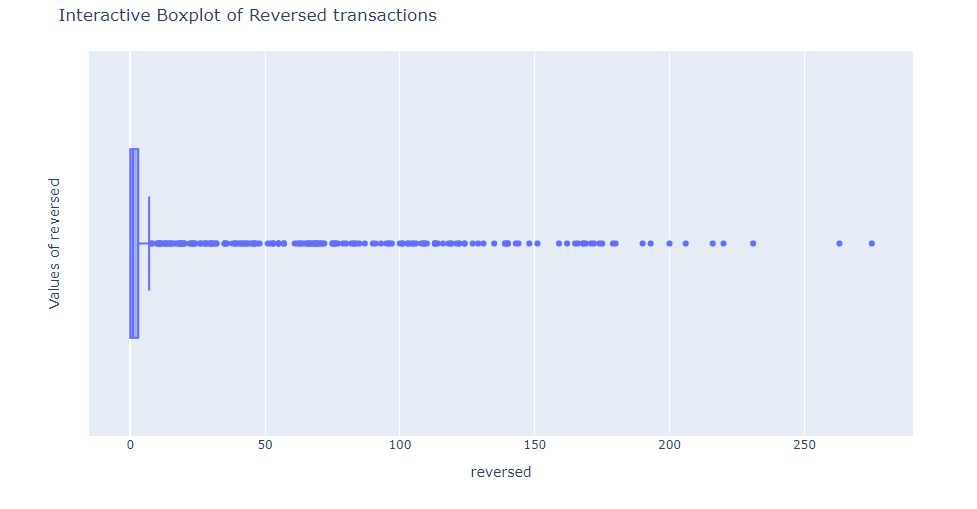 Interactive Boxplot of Reversed transactions
Values of reversed
0 50 100 150 200 250
reversed